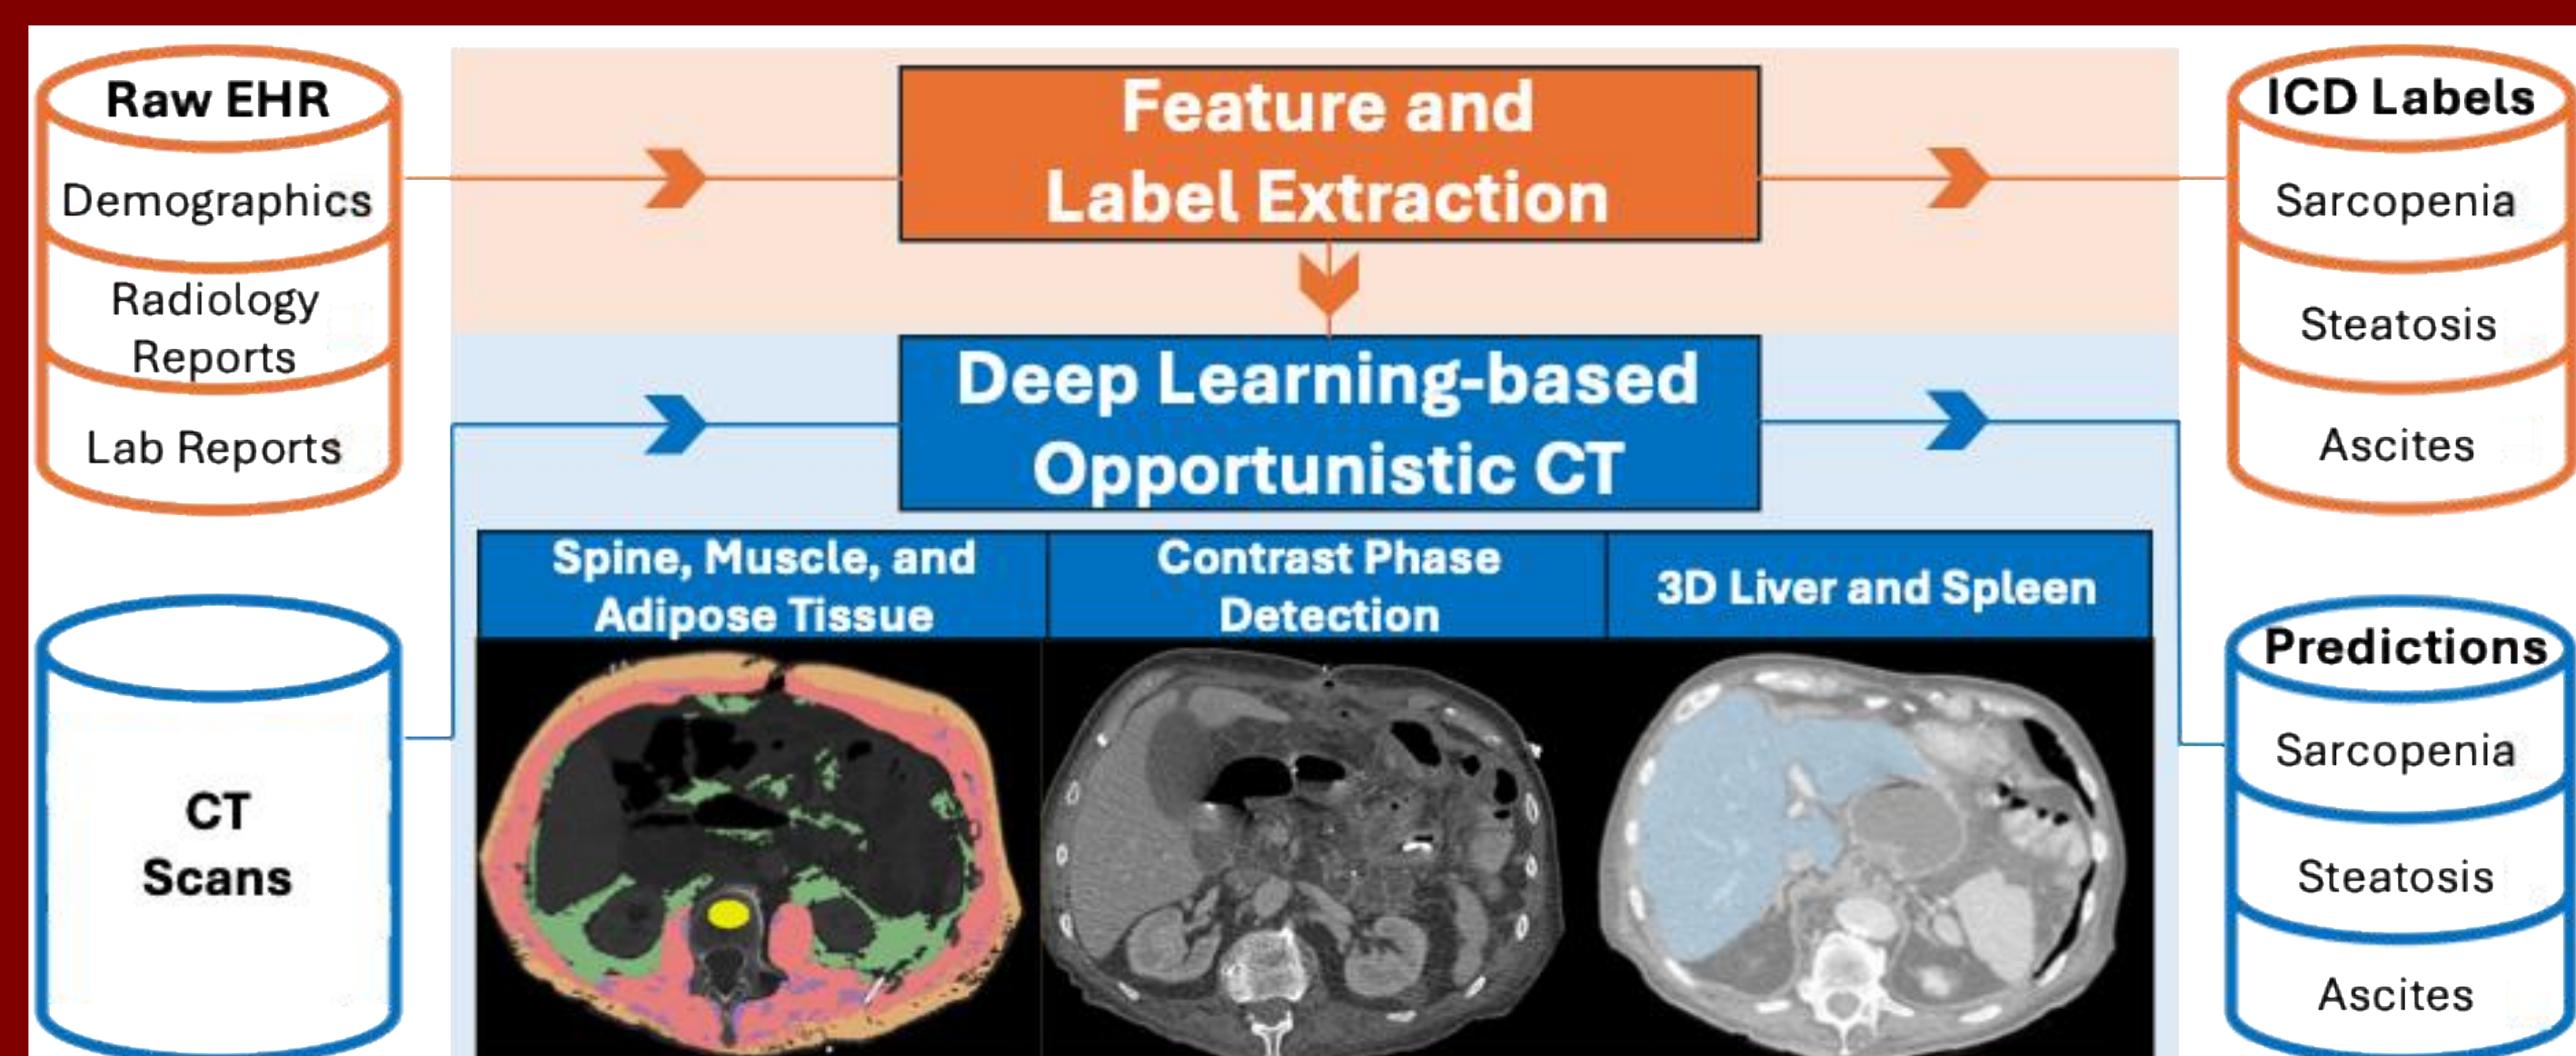 Raw EHR
Demographics
Radiology
Reports
Lab Reports
CT
Scans
Feature and
Label Extraction
Deep Learning-based
Opportunistic CT
Spine, Muscle, and
Adipose Tissue
Contrast Phase
Detection
3D Liver and Spleen
ICD Labels
Sarcopenia
Steatosis
Ascites
Predictions
Sarcopenia
Steatosis
Ascites